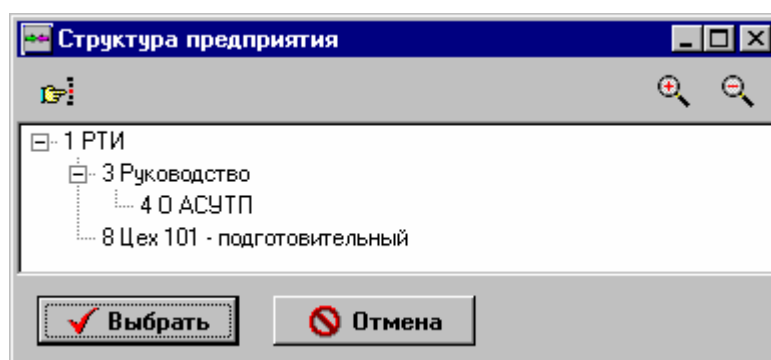 Структура предприятия
1 РТИ
3 Руководство
4 О АСУТП
8 Цех 101 - подготовительный
Выбрать
Отмена